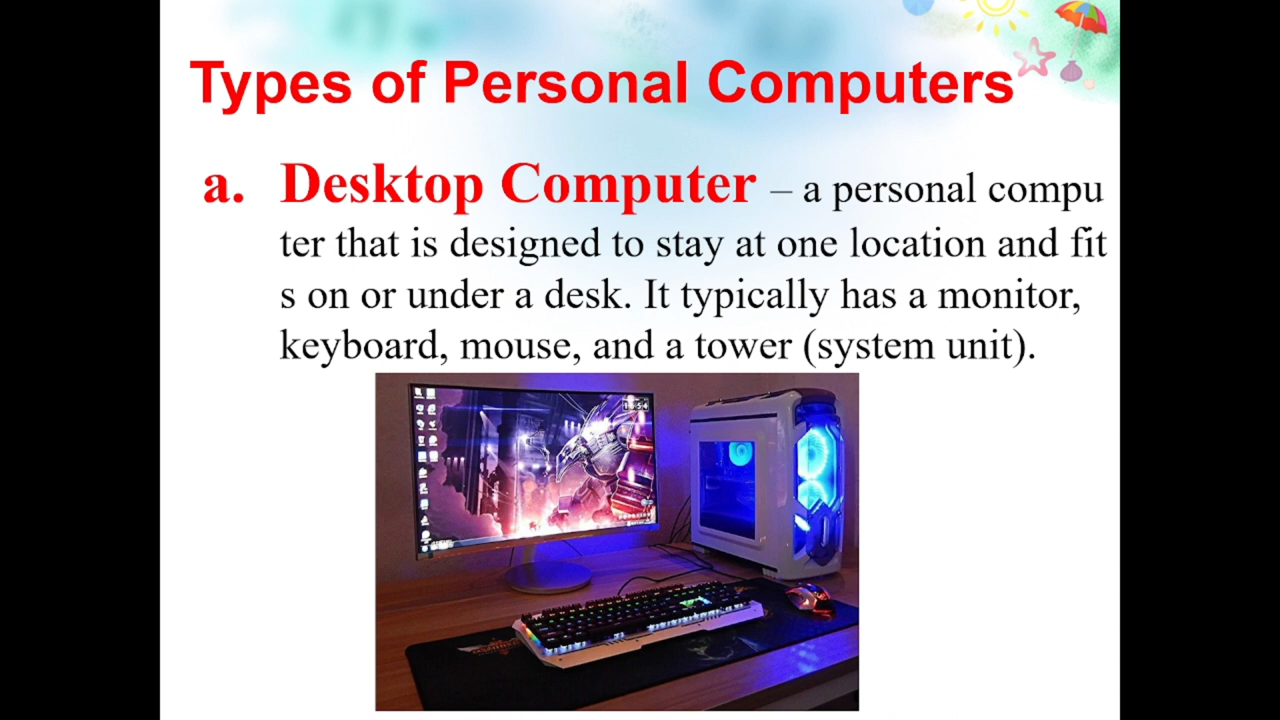 Types of Personal Computers
a. Desktop Computer – a personal compu
ter that is designed to stay at one location and fit
s on or under a desk. It typically has a monitor,
keyboard, mouse, and a tower (system unit).